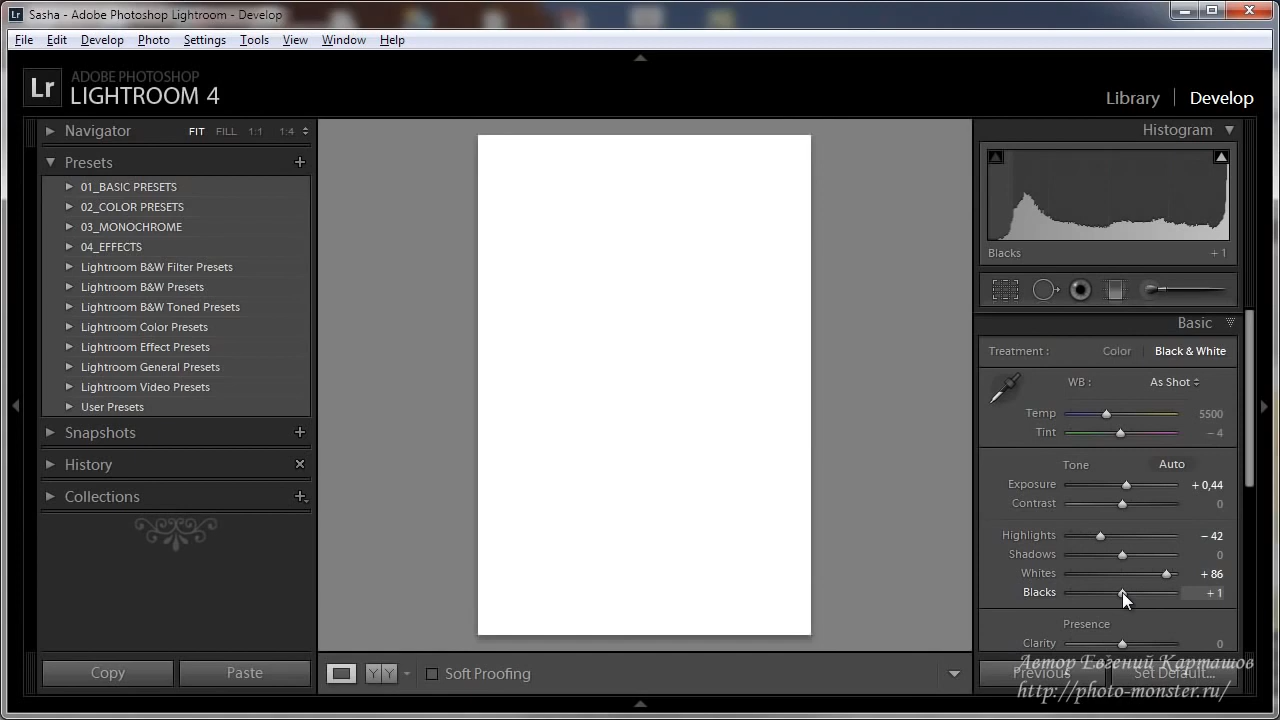 Sasha - Adobe Photoshop Lightroom - Develop
File Edit Develop Photo Settings Tools View Window Help
Lr ADOBE PHOTOSHOP
LIGHTROOM 4
Library | Develop
Navigator FIT FILL 1:1 1:4
Presets +
01_BASIC PRESETS
02_COLOR PRESETS
03_MONOCHROME
04_EFFECTS
Lightroom B&W Filter Presets
Lightroom B&W Presets
Lightroom B&W Toned Presets
Lightroom Color Presets
Lightroom Effect Presets
Lightroom General Presets
Lightroom Video Presets
User Presets
Snapshots +
History ×
Collections +
Copy Paste
YY Soft Proofing
Histogram
Blacks +1
Basic
Treatment : Color Black & White
WB : As Shot
Temp 5500
Tint – 4
Tone Auto
Exposure + 0,44
Contrast 0
Highlights – 42
Shadows 0
Whites + 86
Blacks + 1
Presence
Clarity 0
Previous Set Default...
Автор Евгений Карташов
http://photo-monster.ru/